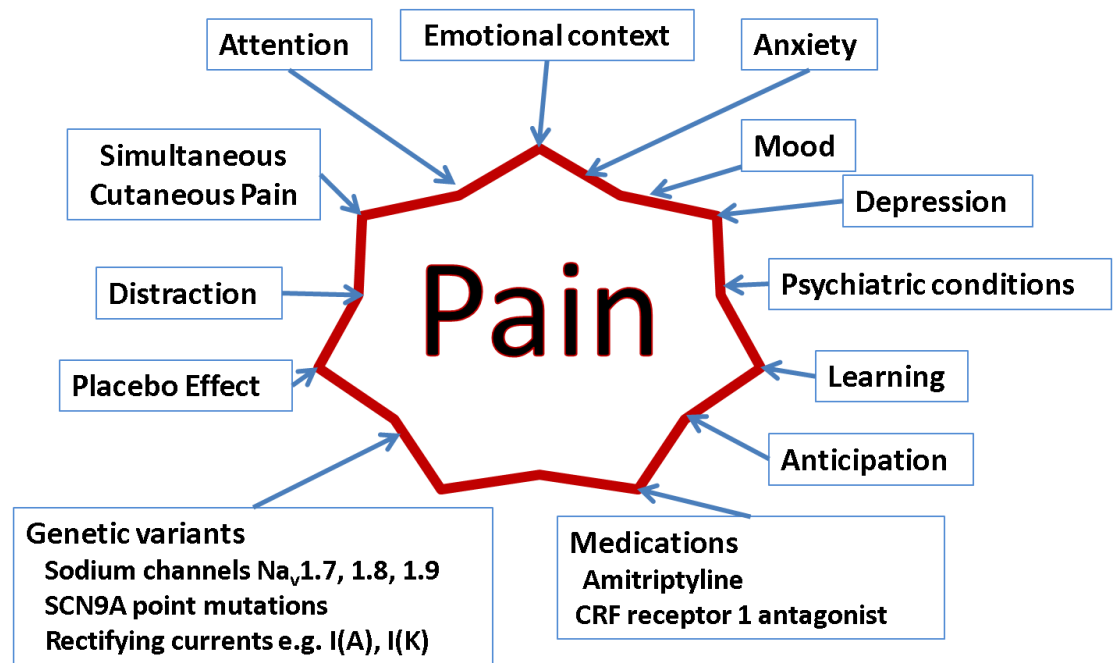 Attention
Emotional context
Anxiety
Simultaneous
Cutaneous Pain
Mood
Depression
Distraction
Pain
Psychiatric conditions
Placebo Effect
Learning
Anticipation
Genetic variants
Sodium channels Nav1.7, 1.8, 1.9
SCN9A point mutations
Rectifying currents e.g. I(A), I(K)
Medications
Amitriptyline
CRF receptor 1 antagonist